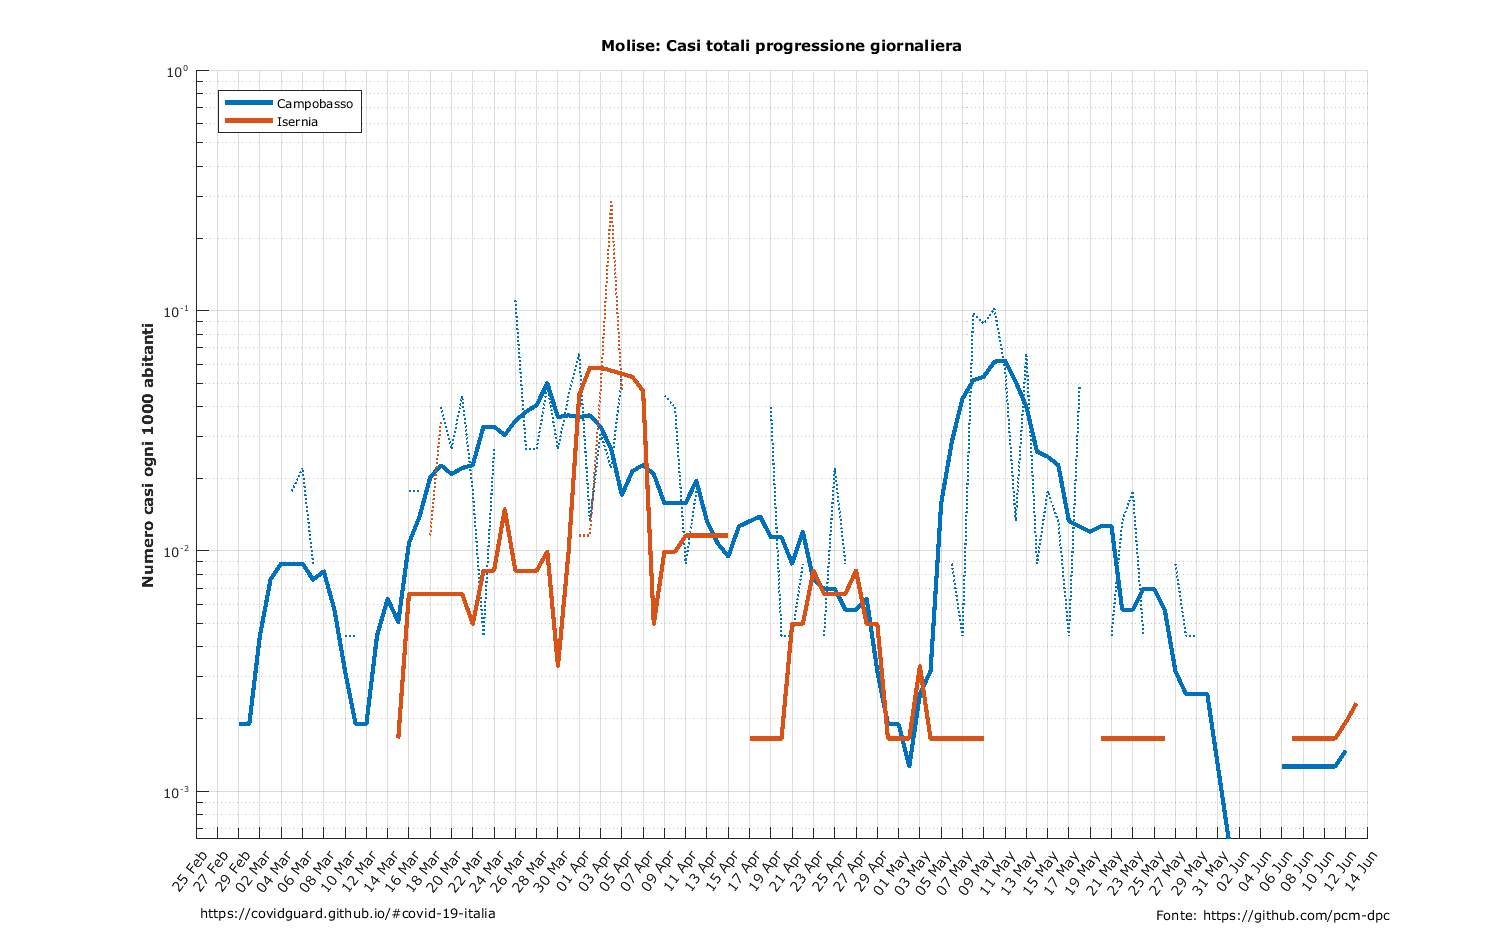 Molise: Casi totali progressione giornaliera
10^0
10^-1
10^-2
10^-3
Numero casi ogni 1000 abitanti
Campobasso
Isernia
25 Feb
27 Feb
29 Feb
02 Mar
04 Mar
06 Mar
08 Mar
10 Mar
12 Mar
14 Mar
16 Mar
18 Mar
20 Mar
22 Mar
24 Mar
26 Mar
28 Mar
30 Mar
01 Apr
03 Apr
05 Apr
07 Apr
09 Apr
11 Apr
13 Apr
15 Apr
17 Apr
19 Apr
21 Apr
23 Apr
25 Apr
27 Apr
29 Apr
01 May
03 May
05 May
07 May
09 May
11 May
13 May
15 May
17 May
19 May
21 May
23 May
25 May
27 May
29 May
31 May
02 Jun
04 Jun
06 Jun
08 Jun
10 Jun
12 Jun
14 Jun
https://covidguard.github.io/#covid-19-italia
Fonte: https://github.com/pcm-dpc